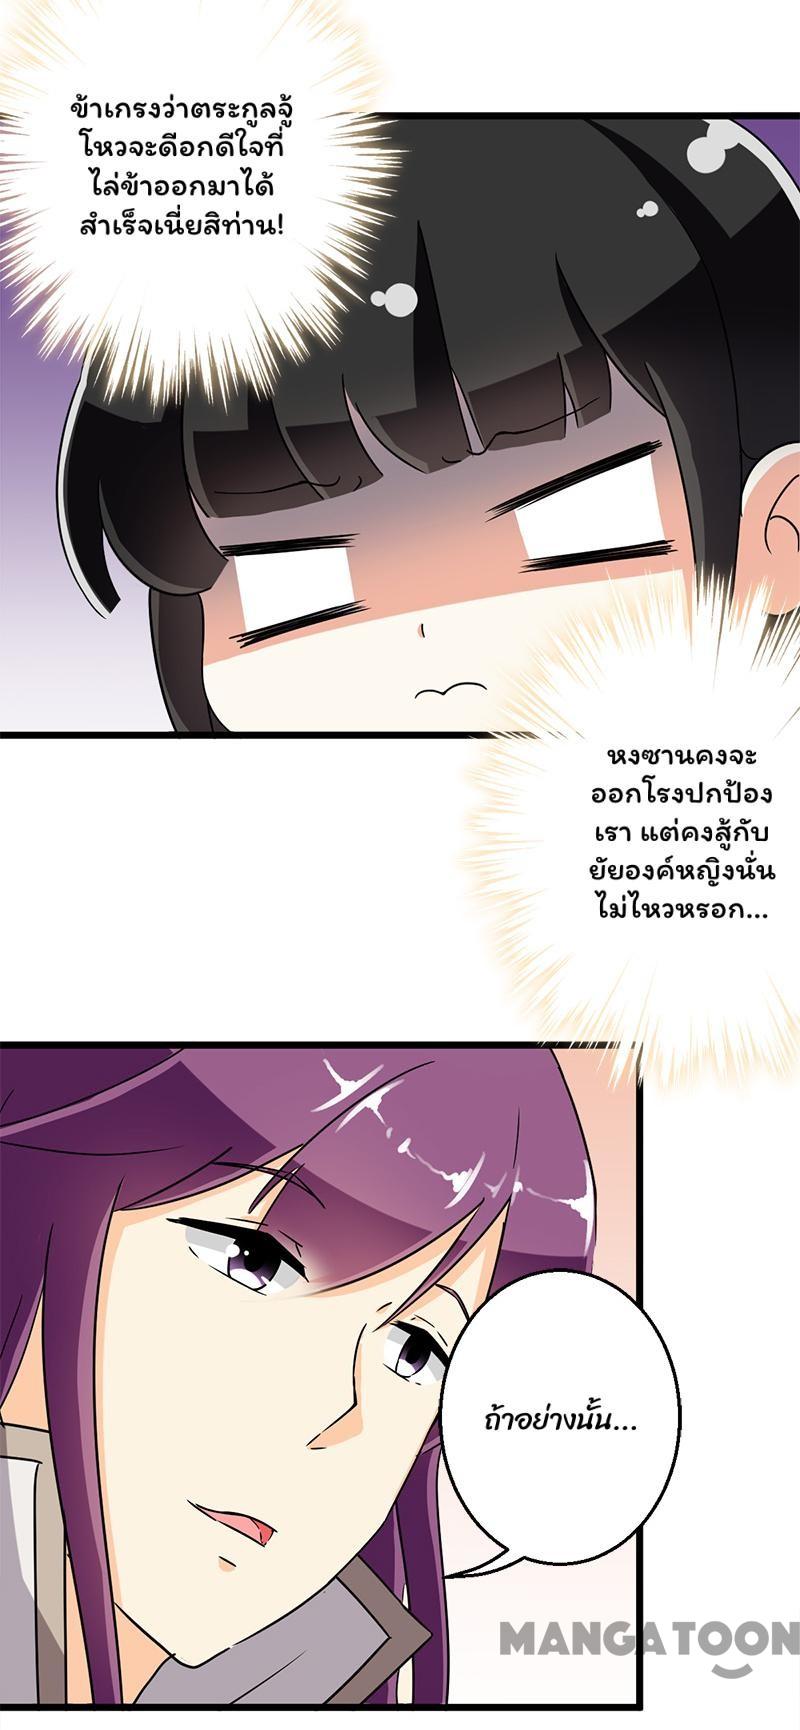 ข้าเกรงว่าตระกูลจู้
โหวจะดีอกดีใจที่
ไล่ข้าออกมาได้
สำเร็จเนี่ยสิท่าน!
หงซานคงจะ
ออกโรงปกป้อง
เรา แต่คงสู้กับ
ยัยองค์หญิงนั่น
ไม่ไหวหรอก...
ถ้าอย่างนั้น...
MANGATOON